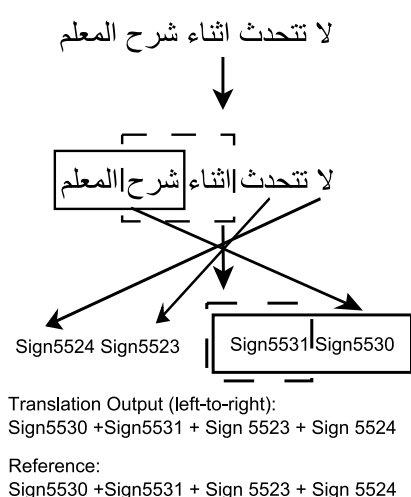 لا تتحدث اثناء شرح المعلم
لا تتحدث اثناء شرح المعلم
Sign5524 Sign5523 Sign5531 Sign5530
Translation Output (left-to-right):
Sign5530 +Sign5531 + Sign 5523 + Sign 5524
Reference:
Sign5530 +Sign5531 + Sign 5523 + Sign 5524